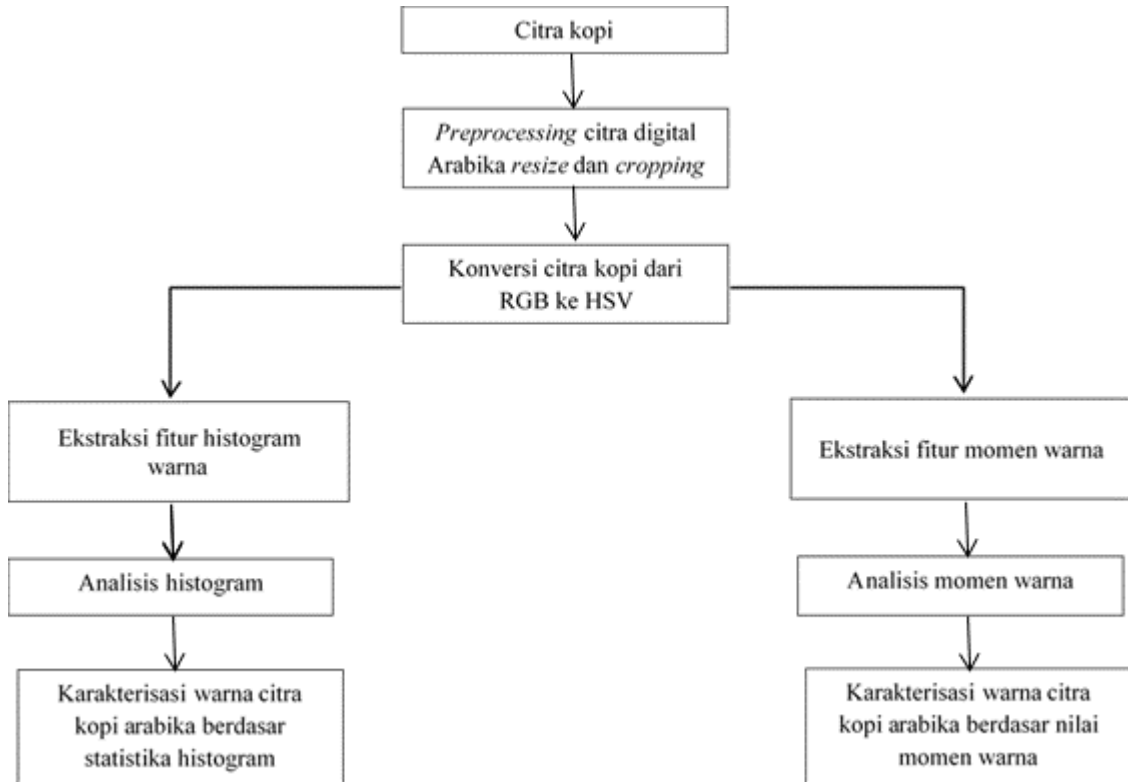 Citra kopi
Preprocessing citra digital
Arabika resize dan cropping
Konversi citra kopi dari
RGB ke HSV
Ekstraksi fitur histogram
warna
Analisis histogram
Karakterisasi warna citra
kopi arabika berdasar
statistika histogram
Ekstraksi fitur momen warna
Analisis momen warna
Karakterisasi warna citra
kopi arabika berdasar nilai
momen warna